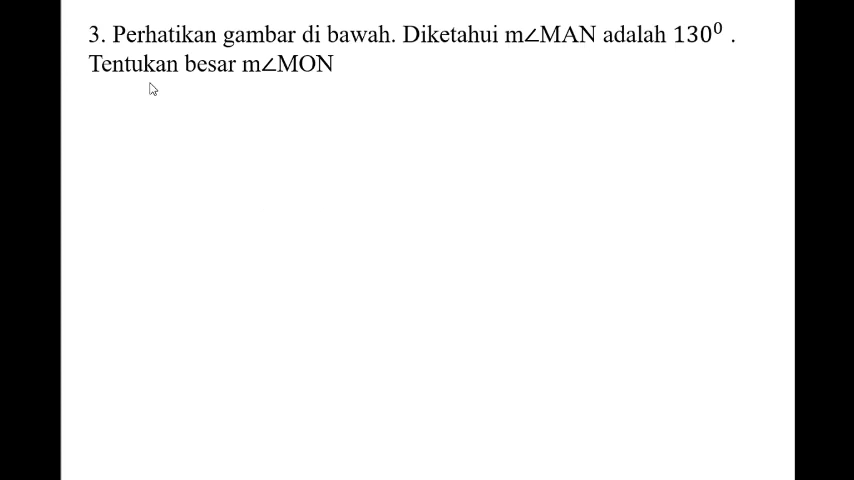 3. Perhatikan gambar di bawah. Diketahui m∠MAN adalah 130⁰ .
Tentukan besar m∠MON